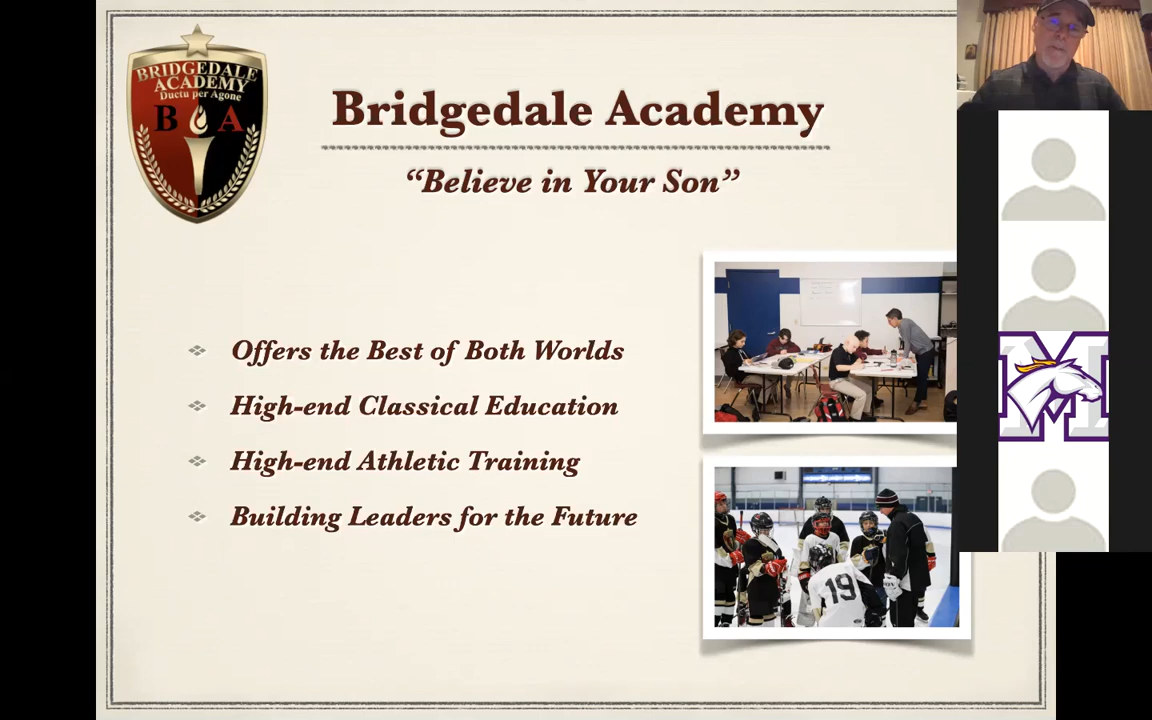 BRIDGEDALE
ACADEMY
Ductu per Agone
B A
Bridgedale Academy
“Believe in Your Son”
Offers the Best of Both Worlds
High-end Classical Education
High-end Athletic Training
Building Leaders for the Future
19
M